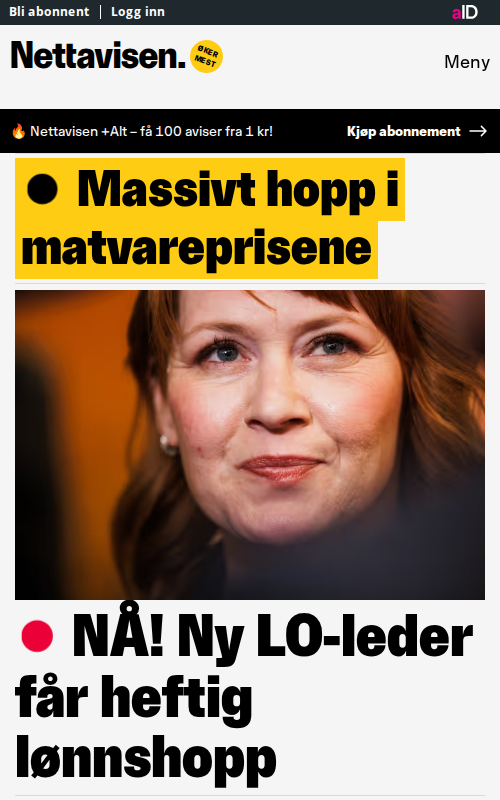 Bli abonnent | Logg inn
aID
Nettavisen.
ØKER
MEST
Meny
🔥 Nettavisen +Alt – få 100 aviser fra 1 kr!
Kjøp abonnement →
Massivt hopp i
matvareprisene
NÅ! Ny LO-leder
får heftig
lønnshopp